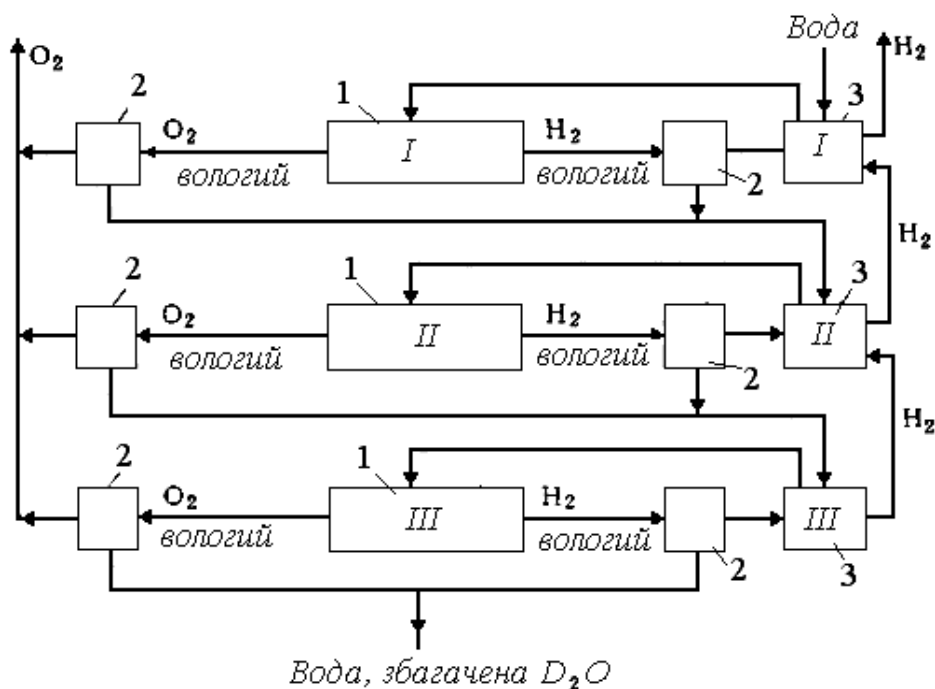 Вода
O₂
H₂
2
1
3
O₂
I
H₂
I
вологий
вологий
2
H₂
2
1
3
O₂
II
H₂
II
вологий
вологий
2
H₂
2
1
O₂
III
H₂
III
вологий
вологий
2
3
Вода, збагачена D₂O